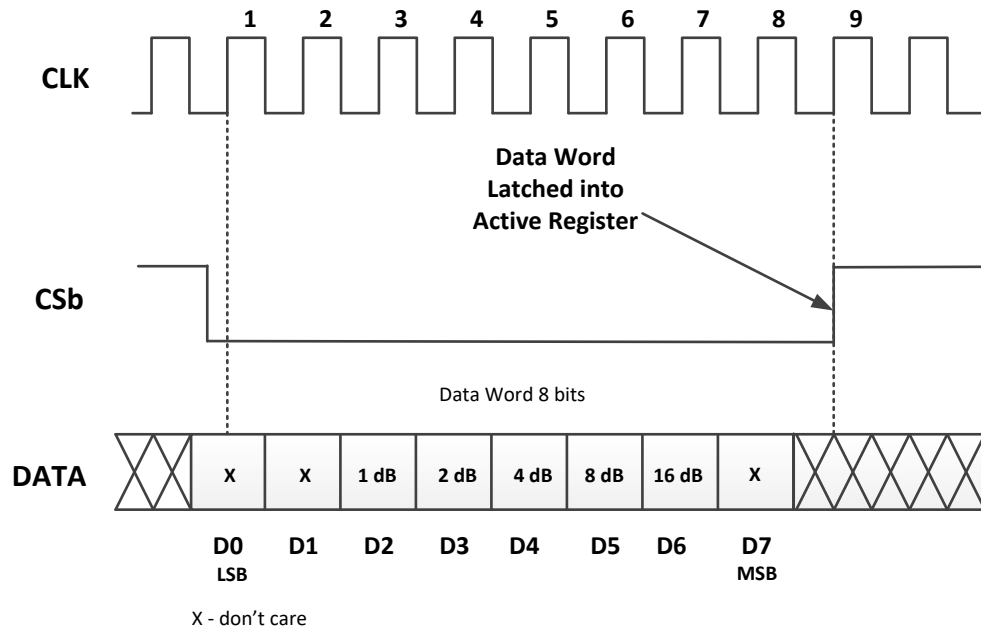 1 2 3 4 5 6 7 8 9
CLK
Data Word
Latched into
Active Register
CSb
Data Word 8 bits
DATA
X X 1 dB 2 dB 4 dB 8 dB 16 dB X
D0 D1 D2 D3 D4 D5 D6 D7
LSB MSB
X - don’t care